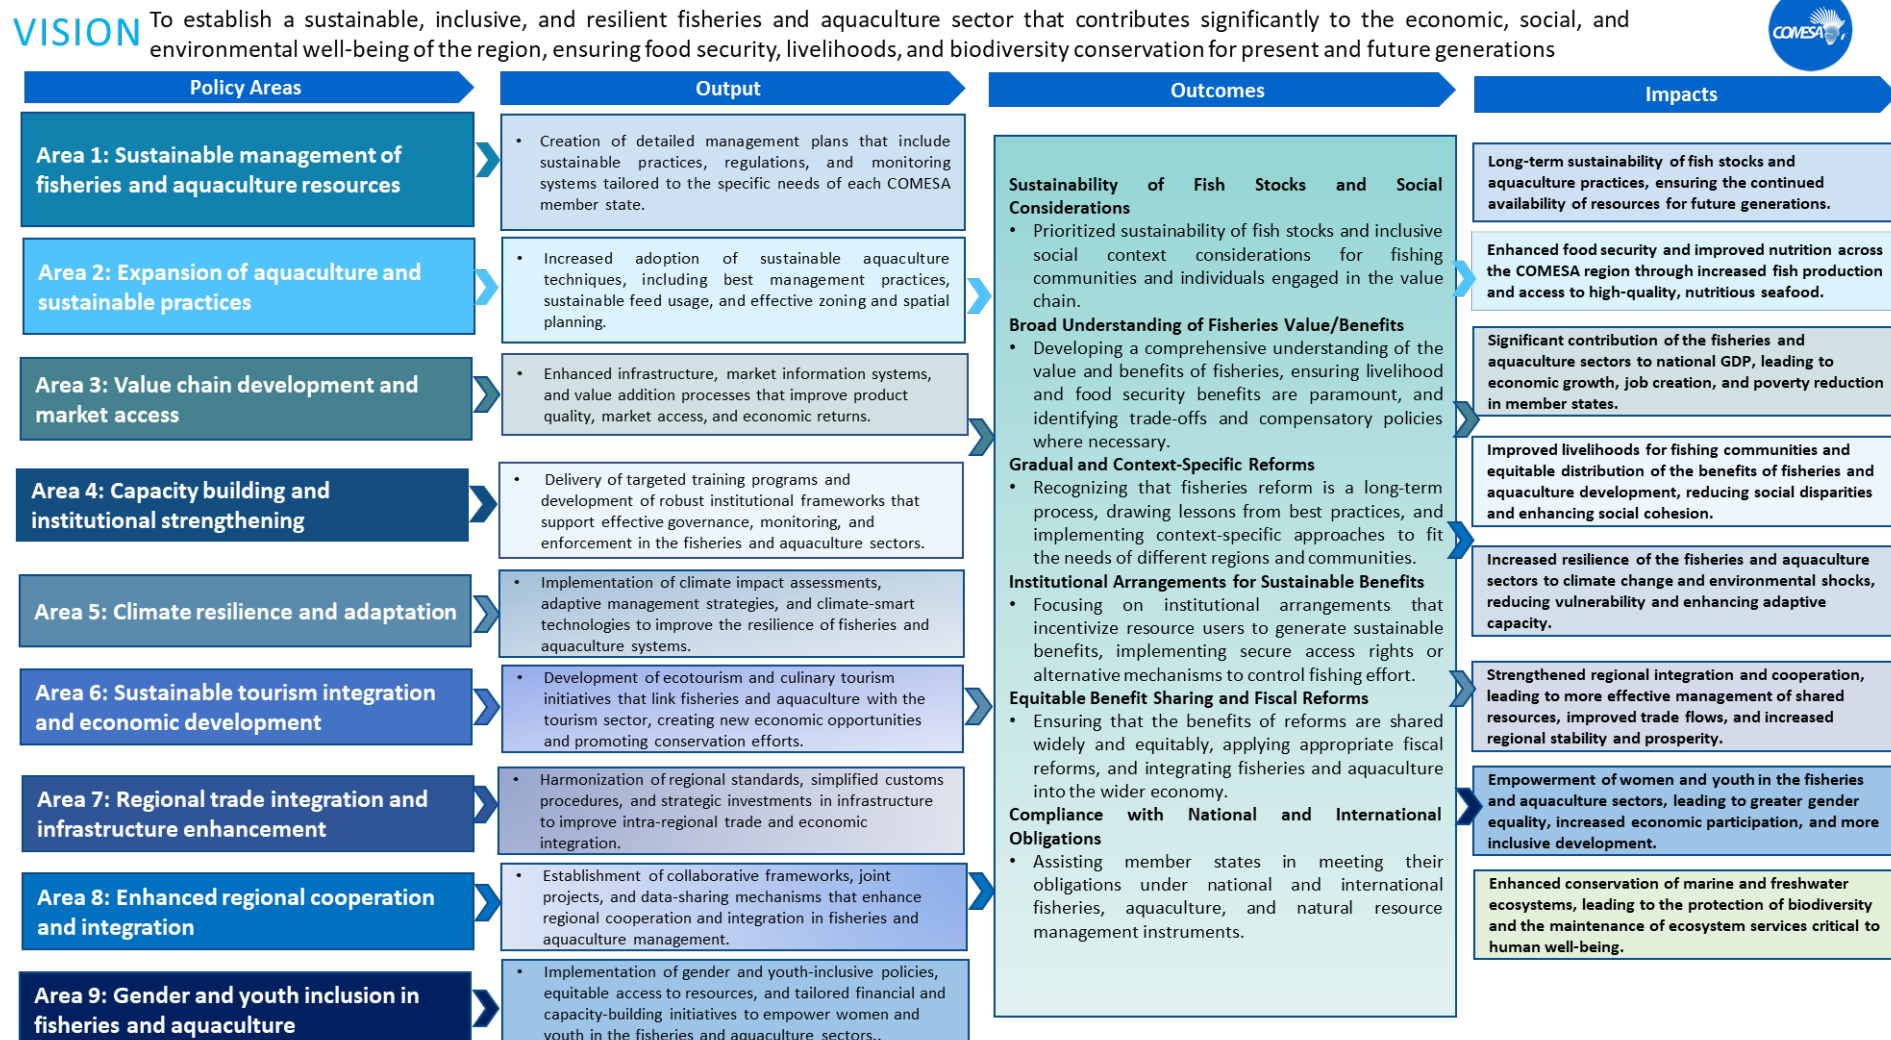 VISION
To establish a sustainable, inclusive, and resilient fisheries and aquaculture sector that contributes significantly to the economic, social, and
environmental well-being of the region, ensuring food security, livelihoods, and biodiversity conservation for present and future generations
COMESA
Policy Areas
Output
Outcomes
Impacts
Area 1: Sustainable management of
fisheries and aquaculture resources
Area 2: Expansion of aquaculture and
sustainable practices
Area 3: Value chain development and
market access
Area 4: Capacity building and
institutional strengthening
Area 5: Climate resilience and adaptation
Area 6: Sustainable tourism integration
and economic development
Area 7: Regional trade integration and
infrastructure enhancement
Area 8: Enhanced regional cooperation
and integration
Area 9: Gender and youth inclusion in
fisheries and aquaculture
• Creation of detailed management plans that include
sustainable practices, regulations, and monitoring
systems tailored to the specific needs of each COMESA
member state.
• Increased adoption of sustainable aquaculture
techniques, including best management practices,
sustainable feed usage, and effective zoning and spatial
planning.
• Enhanced infrastructure, market information systems,
and value addition processes that improve product
quality, market access, and economic returns.
• Delivery of targeted training programs and
development of robust institutional frameworks that
support effective governance, monitoring, and
enforcement in the fisheries and aquaculture sectors.
• Implementation of climate impact assessments,
adaptive management strategies, and climate-smart
technologies to improve the resilience of fisheries and
aquaculture systems.
• Development of ecotourism and culinary tourism
initiatives that link fisheries and aquaculture with the
tourism sector, creating new economic opportunities
and promoting conservation efforts.
• Harmonization of regional standards, simplified customs
procedures, and strategic investments in infrastructure
to improve intra-regional trade and economic
integration.
• Establishment of collaborative frameworks, joint
projects, and data-sharing mechanisms that enhance
regional cooperation and integration in fisheries and
aquaculture management.
• Implementation of gender and youth-inclusive policies,
equitable access to resources, and tailored financial and
capacity-building initiatives to empower women and
youth in the fisheries and aquaculture sectors..
Sustainability of Fish Stocks and Social
Considerations
• Prioritized sustainability of fish stocks and inclusive
social context considerations for fishing
communities and individuals engaged in the value
chain.
Broad Understanding of Fisheries Value/Benefits
• Developing a comprehensive understanding of the
value and benefits of fisheries, ensuring livelihood
and food security benefits are paramount, and
identifying trade-offs and compensatory policies
where necessary.
Gradual and Context-Specific Reforms
• Recognizing that fisheries reform is a long-term
process, drawing lessons from best practices, and
implementing context-specific approaches to fit
the needs of different regions and communities.
Institutional Arrangements for Sustainable Benefits
• Focusing on institutional arrangements that
incentivize resource users to generate sustainable
benefits, implementing secure access rights or
alternative mechanisms to control fishing effort.
Equitable Benefit Sharing and Fiscal Reforms
• Ensuring that the benefits of reforms are shared
widely and equitably, applying appropriate fiscal
reforms, and integrating fisheries and aquaculture
into the wider economy.
Compliance with National and International
Obligations
• Assisting member states in meeting their
obligations under national and international
fisheries, aquaculture, and natural resource
management instruments.
Long-term sustainability of fish stocks and
aquaculture practices, ensuring the continued
availability of resources for future generations.
Enhanced food security and improved nutrition across
the COMESA region through increased fish production
and access to high-quality, nutritious seafood.
Significant contribution of the fisheries and
aquaculture sectors to national GDP, leading to
economic growth, job creation, and poverty reduction
in member states.
Improved livelihoods for fishing communities and
equitable distribution of the benefits of fisheries and
aquaculture development, reducing social disparities
and enhancing social cohesion.
Increased resilience of the fisheries and aquaculture
sectors to climate change and environmental shocks,
reducing vulnerability and enhancing adaptive
capacity.
Strengthened regional integration and cooperation,
leading to more effective management of shared
resources, improved trade flows, and increased
regional stability and prosperity.
Empowerment of women and youth in the fisheries
and aquaculture sectors, leading to greater gender
equality, increased economic participation, and more
inclusive development.
Enhanced conservation of marine and freshwater
ecosystems, leading to the protection of biodiversity
and the maintenance of ecosystem services critical to
human well-being.